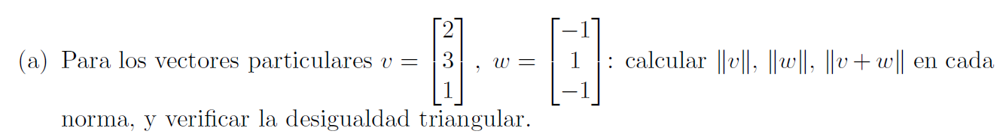 (a) Para los vectores particulares $v = \begin{bmatrix} 2 \\ 3 \\ 1 \end{bmatrix}$, $w = \begin{bmatrix} -1 \\ 1 \\ -1 \end{bmatrix}$: calcular $\|v\|$, $\|w\|$, $\|v + w\|$ en cada
norma, y verificar la desigualdad triangular.